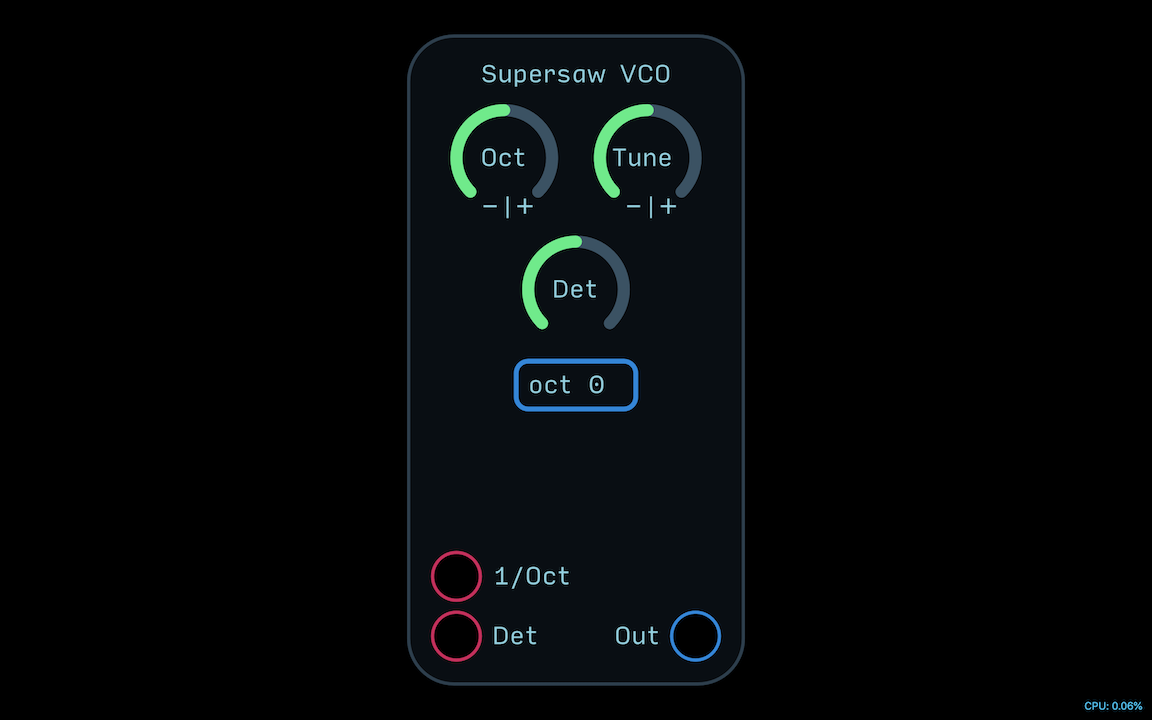 Supersaw VCO
Oct
Tune
-|+
-|+
Det
oct 0
1/Oct
Det
Out
CPU: 0.06%